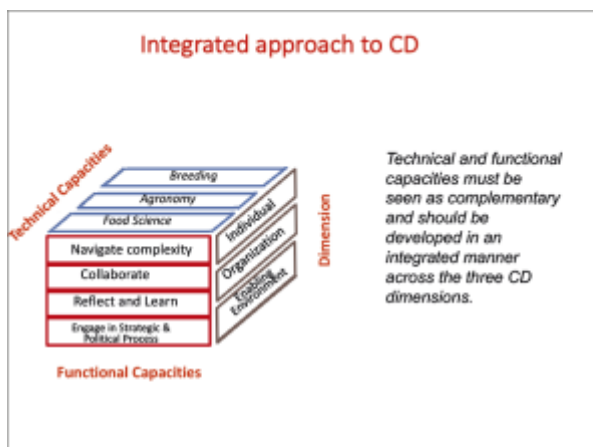 Integrated approach to CD
Technical Capacities
Breeding
Agronomy
Food Science
Navigate complexity
Collaborate
Reflect and Learn
Engage in Strategic &
Political Process
Individual
Organization
Enabling
Environment
Dimension
Functional Capacities
Technical and functional
capacities must be
seen as complementary
and should be
developed in an
integrated manner
across the three CD
dimensions.